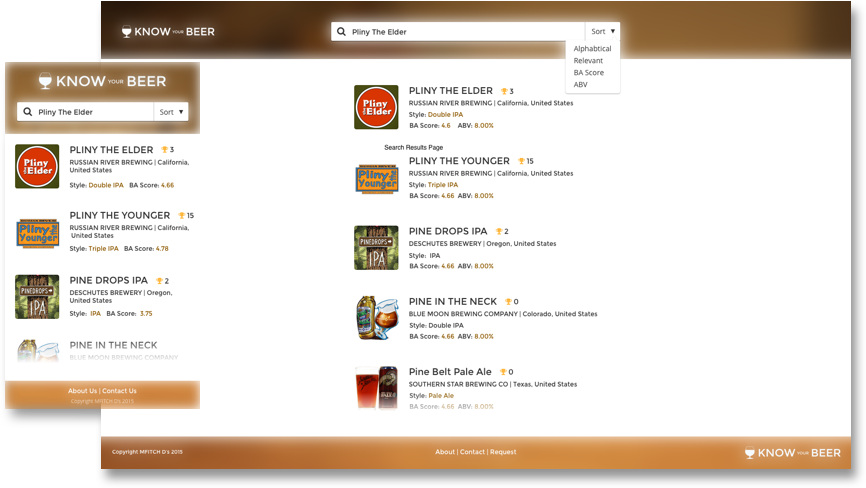 KNOW YOUR BEER
Pliny The Elder
Sort ▼
Alphabtical
Relevant
BA Score
ABV
PLINY THE ELDER 3
RUSSIAN RIVER BREWING | California, United States
Style: Double IPA
BA Score: 4.6 ABV: 8.00%
Search Results Page
PLINY THE YOUNGER 15
RUSSIAN RIVER BREWING | California, United States
Style: Triple IPA
BA Score: 4.66 ABV: 8.00%
PINE DROPS IPA 2
DESCHUTES BREWERY | Oregon, United States
Style: IPA
BA Score: 4.66 ABV: 8.00%
PINE IN THE NECK 0
BLUE MOON BREWING COMPANY | Colorado, United States
Style: Double IPA
BA Score: 4.66 ABV: 8.00%
Pine Belt Pale Ale 0
SOUTHERN STAR BREWING CO | Texas, United States
Style: Pale Ale
BA Score: 4.66 ABV: 8.00%
Pliny
the Elder
Pliny
the
Younger
PINEDROPS
IPA
Copyright MFITCH D's 2015
About | Contact | Request
KNOW YOUR BEER
KNOW YOUR BEER
Pliny The Elder
Sort ▼
Pliny
the Elder
PLINY THE ELDER 3
RUSSIAN RIVER BREWING | California,
United States
Style: Double IPA BA Score: 4.66
Pliny
the
Younger
PLINY THE YOUNGER 15
RUSSIAN RIVER BREWING | California,
United States
Style: Triple IPA BA Score: 4.78
PINEDROPS
IPA
PINE DROPS IPA 2
DESCHUTES BREWERY | Oregon,
United States
Style: IPA BA Score: 3.75
PINE IN THE NECK
BLUE MOON BREWING COMPANY
About Us | Contact Us
Copyright MFITCH D's 2015